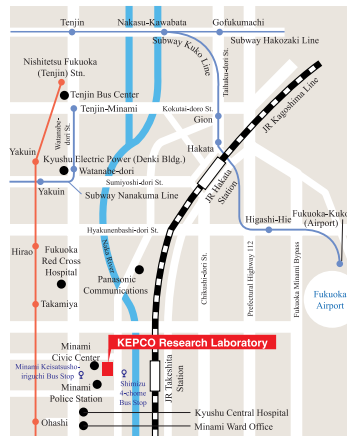 Tenjin
Nakasu-Kawabata
Gofukumachi
Subway Kuko Line
Subway Hakozaki Line
Nishitetsu Fukuoka
(Tenjin) Stn.
Taihaku-dori St.
JR Kagoshima Line
Tenjin Bus Center
Tenjin-Minami
Kokutai-doro St.
Gion
Watanabe-
dori St.
Yakuin
Hakata
Kyushu Electric Power (Denki Bldg.)
Watanabe-dori
Sumiyoshi-dori St.
JR Hakata
Station
Yakuin
Subway Nanakuma Line
Higashi-Hie
Fukuoka-Kuko
(Airport)
Hyakunenbashi-dori St.
Naka River
Hirao
Fukuoka
Red Cross
Hospital
Panasonic
Communications
Chikushi-dori St.
Prefectural Highway 112
Fukuoka Minami Bypass
Fukuoka
Airport
Takamiya
KEPCO Research Laboratory
Minami
Civic Center
Minami Keisatsusho-
iriguchi Bus Stop
Shimizu
4-chome
Bus Stop
Minami
Police Station
JR Takeshita
Station
Kyushu Central Hospital
Ohashi
Minami Ward Office